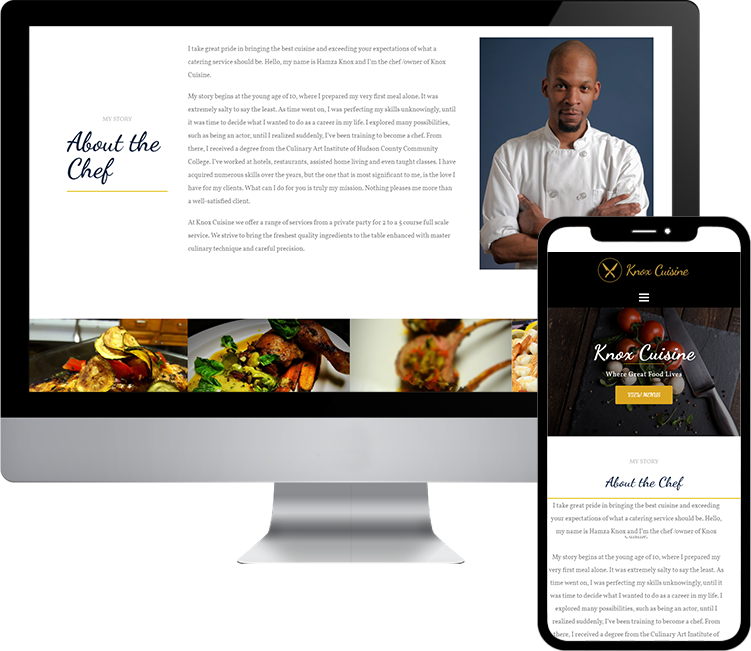 MY STORY
About the
Chef
I take great pride in bringing the best cuisine and exceeding your expectations of what a
catering service should be. Hello, my name is Hamza Knox and I'm the chef /owner of Knox
Cuisine.
My story begins at the young age of 10, where I prepared my very first meal alone. It was
extremely salty to say the least. As time went on, I was perfecting my skills unknowingly, until
it was time to decide what I wanted to do as a career in my life. I explored many possibilities,
such as being an actor, until I realized suddenly, I've been training to become a chef. From
there, I received a degree from the Culinary Art Institute of Hudson County Community
College. I've worked at hotels, restaurants, assisted home living and even taught classes. I have
acquired numerous skills over the years, but the one that is most significant to me, is the love I
have for my clients. What can I do for you is truly my mission. Nothing pleases me more than
a well-satisfied client.
At Knox Cuisine we offer a range of services from a private party for 2 to a 5 course full scale
service. We strive to bring the freshest quality ingredients to the table enhanced with master
culinary technique and careful precision.
Knox Cuisine
Knox Cuisine
Where Great Food Lives
VIEW MENUS
MY STORY
About the Chef
I take great pride in bringing the best cuisine and exceeding
your expectations of what a catering service should be. Hello,
my name is Hamza Knox and I'm the chef /owner of Knox
Cuisine.
My story begins at the young age of 10, where I prepared my
very first meal alone. It was extremely salty to say the least. As
time went on, I was perfecting my skills unknowingly, until it
was time to decide what I wanted to do as a career in my life. I
explored many possibilities, such as being an actor, until I
realized suddenly, I've been training to become a chef. From
there, I received a degree from the Culinary Art Institute of